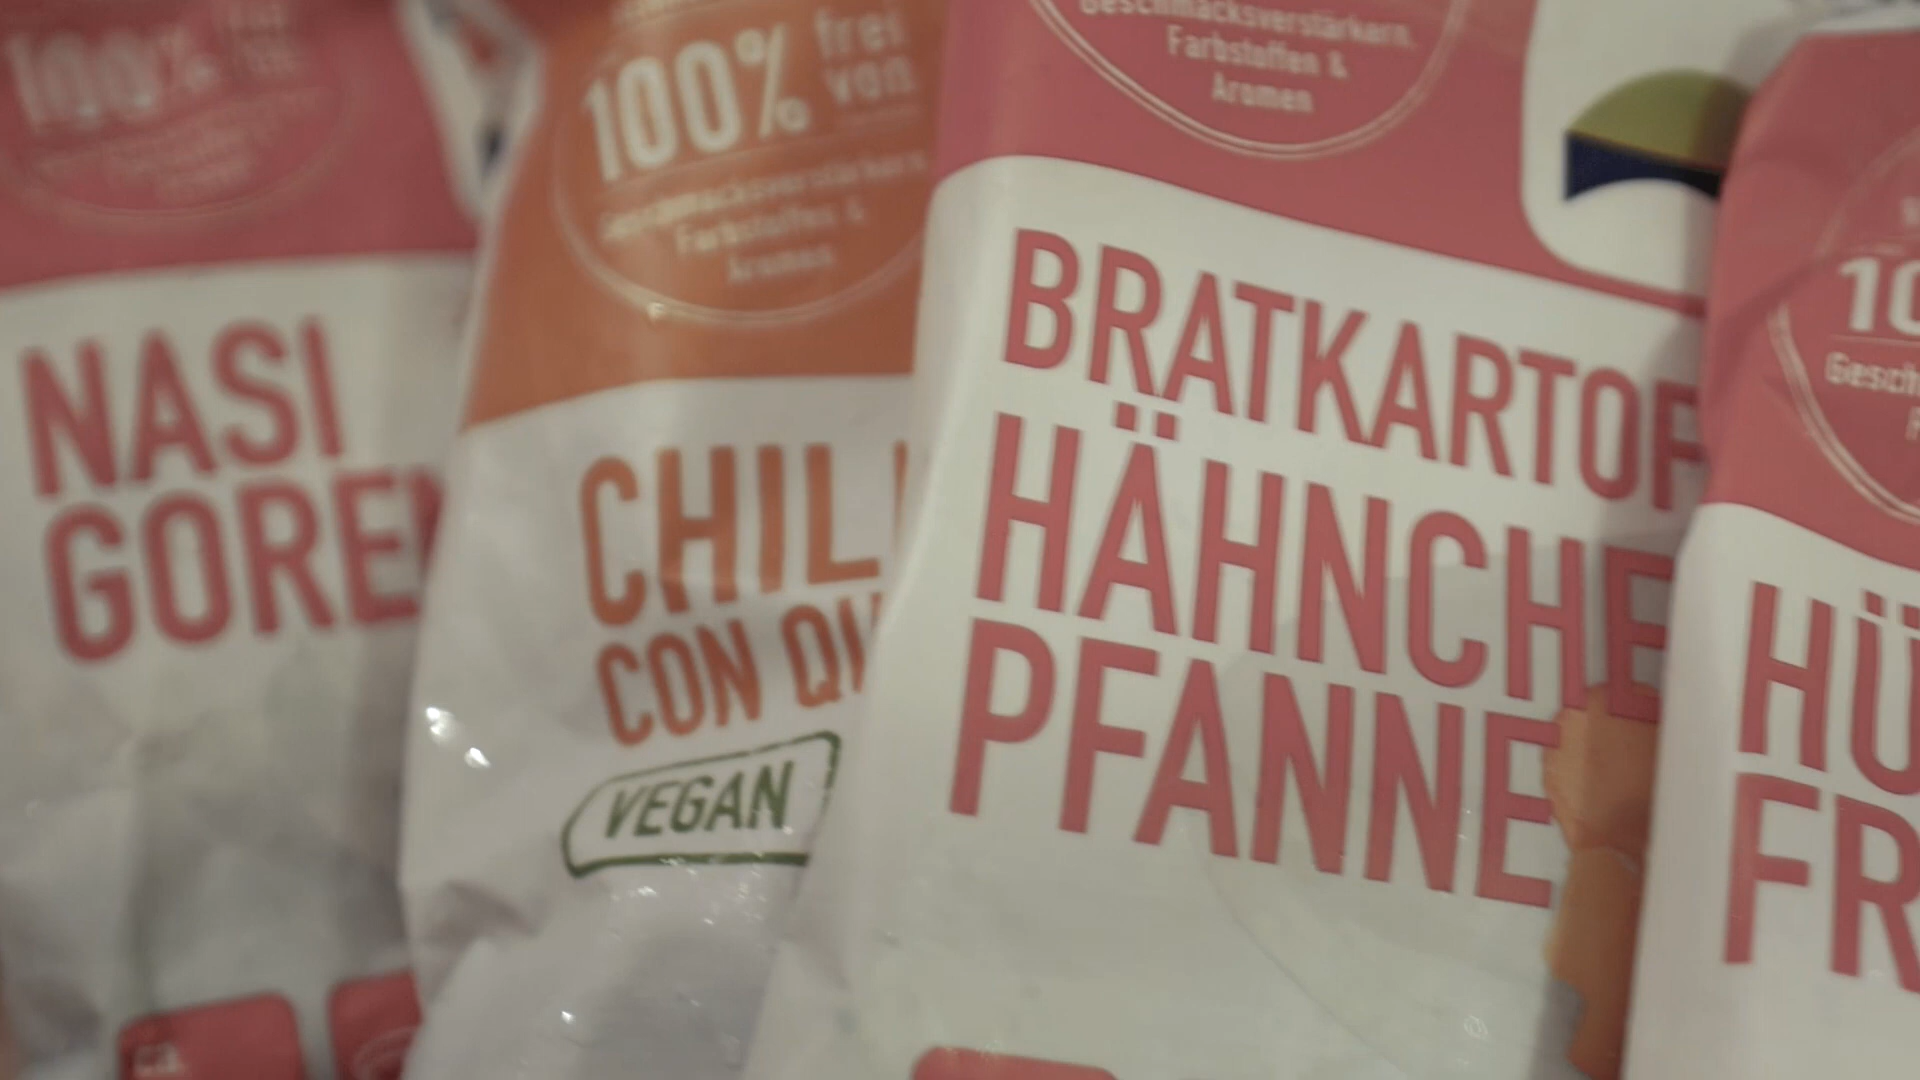 100%
NASI
GOREN
100% frei von
Geschmacksverstärkern
Farbstoffen &
Aromen
CHILI
CON QU
VEGAN
Geschmacksverstärkern,
Farbstoffen &
Aromen
BRATKARTOF
HÄHNCHE
PFANNE
10
Gesch
HÜ
FR